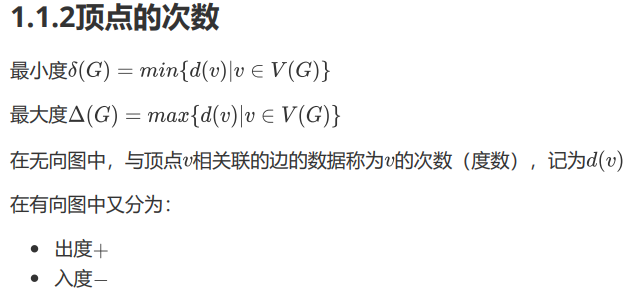 1.1.2顶点的次数
最小度δ(G) = min{d(v)|v ∈ V(G)}
最大度Δ(G) = max{d(v)|v ∈ V(G)}
在无向图中，与顶点v相关联的边的数据称为v的次数（度数），记为d(v)
在有向图中又分为：
• 出度+
• 入度−